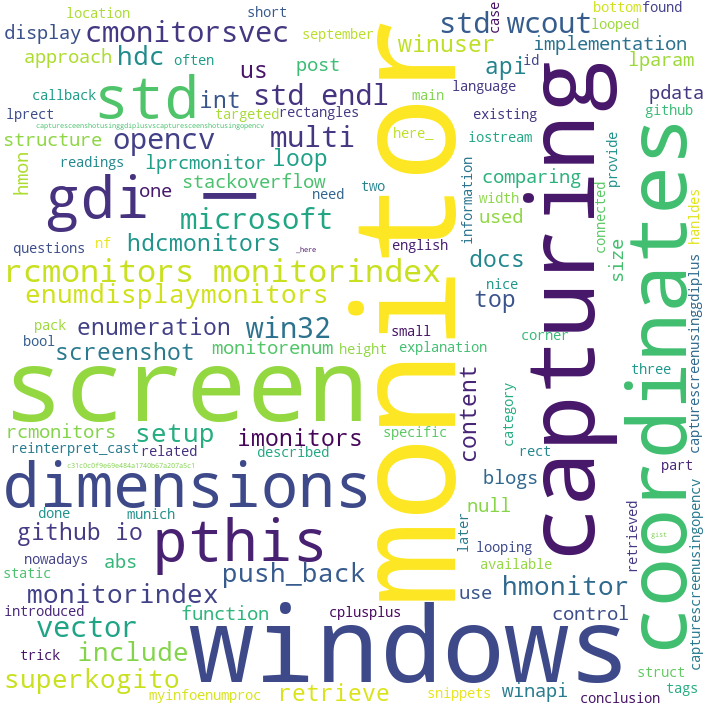 location
short
september
case
bottom
found
display
cmonitorsvec
std
wcout
looped
approach
hdc
often
us
post
winuser
implementation
callback
std
int
std endl
api
id
language
lparam
pdata
lprect
targeted
rectangles
main
existing
github
capturesceenshotusinggdiplusvscapturesceenshotusingopencv
structure
opencv
multi
here_
iostream
hmon
readings
lprcmonitor
loop
comparing
provide
gdi
one
stackoverflow
need
two
width
used
information
connected
size
hanldes
microsoft
monitor
capturing
coordinates
questions
nf
hdcmonitors
_here
english
docs
nice
rcmonitors monitorindex
enumdisplaymonitors
top
pack
enumeration
win32
small
corner
bool
screenshot
monitorenum
height
explanation
capturescreenusinggdiplus
screen
content
category
three
rcmonitors
setup
imonitors
specific
rect
reinterpret_cast
related
described
c31c0c0f9e69e484a1740b67a207a5c1
blogs
part
dimensions
null
retrieved
capturescreenusingopencv
done
munich
pthis
later
gist
github io
looping
nowadays
abs
available
static
push_back
hmonitor
monitorindex
use
introduced
function
cplusplus
control
vector
windows
trick
include
struct
superkogito
tags
myinfoenumproc
retrieve
snippets
winapi
conclusion